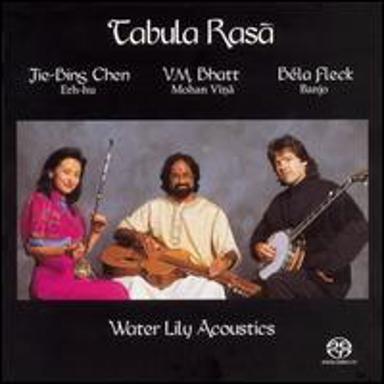 Tabula Rasā
Jie-Bing Chen V.M. Bhatt Béla Fleck
Erh-hu Mohan Vīṇā Banjo
Water Lily Acoustics